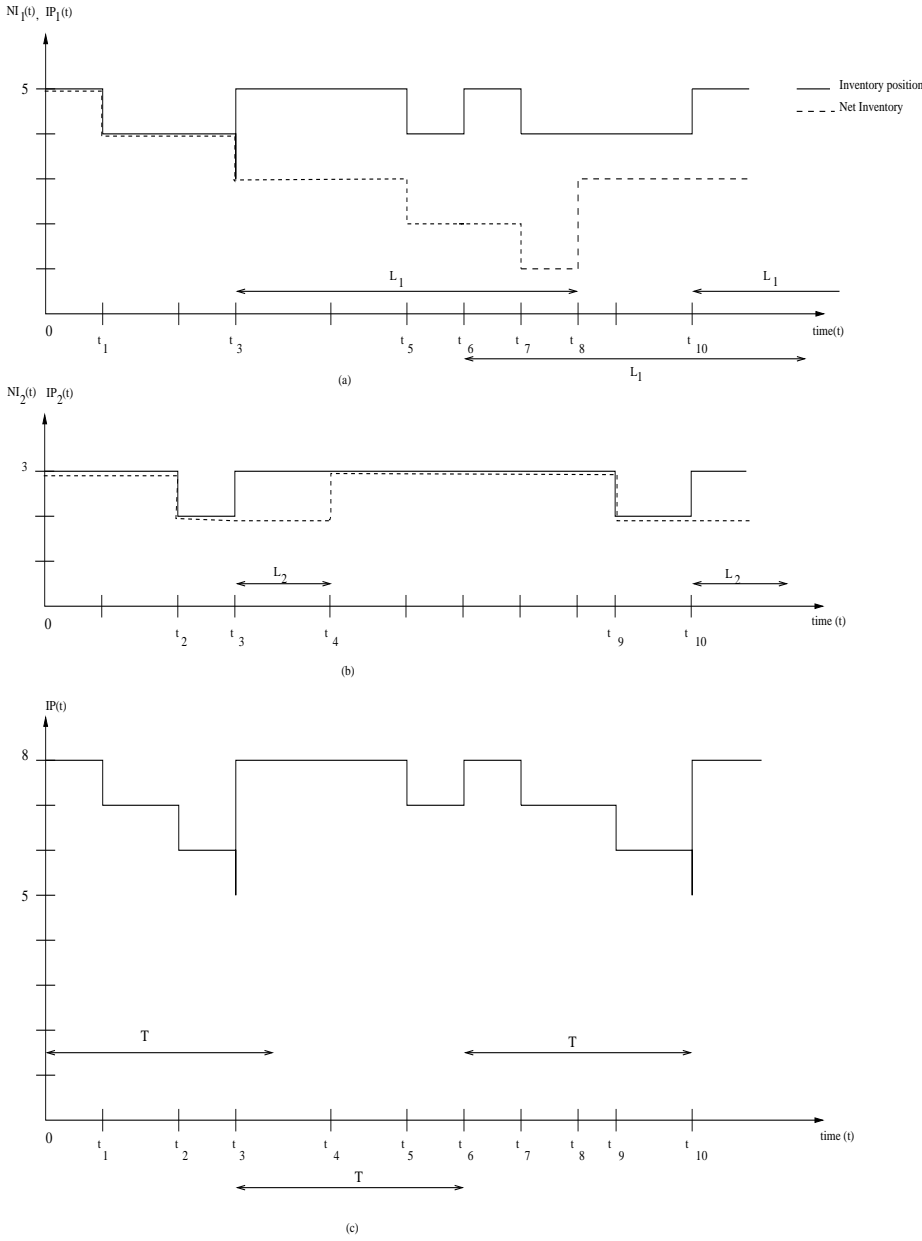 NI1(t), IP1(t)
5
Inventory position
Net Inventory
L1
L1
0
t1
t3
t5
t6
t7
t8
t10
time(t)
L1
(a)
NI2(t) IP2(t)
3
L2
L2
0
t2
t3
t4
t9
t10
time (t)
(b)
IP(t)
8
5
T
T
0
t1
t2
t3
t4
t5
t6
t7
t8
t9
t10
time (t)
T
(c)